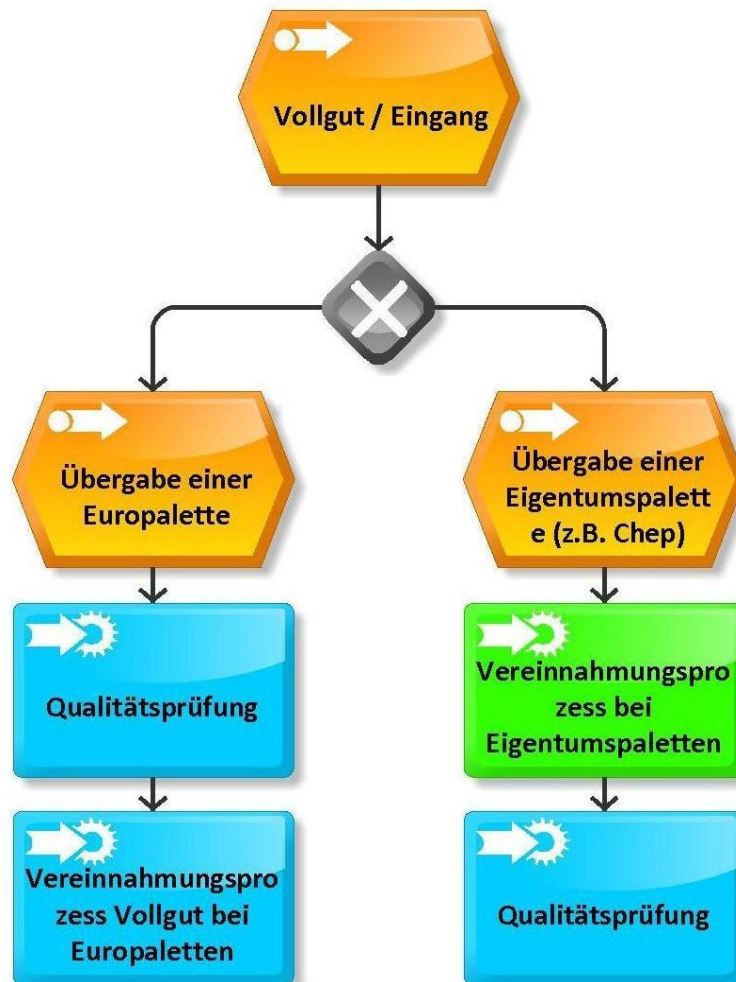 Vollgut / Eingang
Übergabe einer
Europalette
Übergabe einer
Eigentumspalett
e (z.B. Chep)
Qualitätsprüfung
Vereinnahmungspro
zess bei
Eigentumspaletten
Vereinnahmungspro
zess Vollgut bei
Europaletten
Qualitätsprüfung